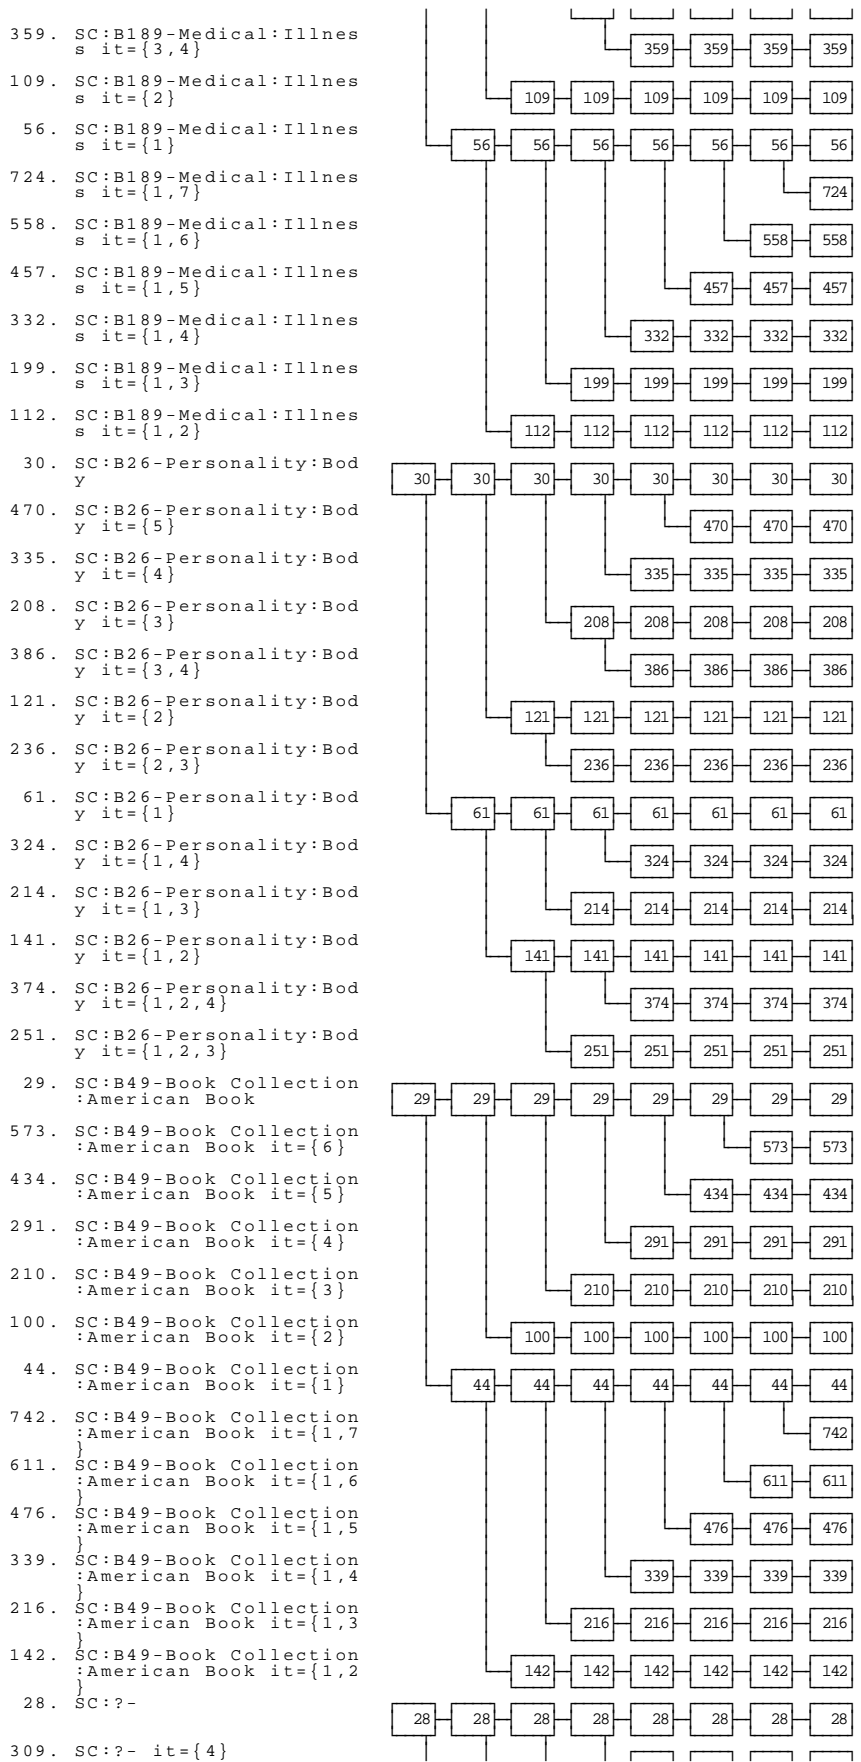 359. SC:B189-Medical:Illnes
s it={3,4}
359 359 359 359
109. SC:B189-Medical:Illnes
s it={2}
109 109 109 109 109 109
56. SC:B189-Medical:Illnes
s it={1}
56 56 56 56 56 56 56
724. SC:B189-Medical:Illnes
s it={1,7}
724
558. SC:B189-Medical:Illnes
s it={1,6}
558 558
457. SC:B189-Medical:Illnes
s it={1,5}
457 457 457
332. SC:B189-Medical:Illnes
s it={1,4}
332 332 332 332
199. SC:B189-Medical:Illnes
s it={1,3}
199 199 199 199 199
112. SC:B189-Medical:Illnes
s it={1,2}
112 112 112 112 112 112
30. SC:B26-Personality:Bod
y
30 30 30 30 30 30 30 30
470. SC:B26-Personality:Bod
y it={5}
470 470 470
335. SC:B26-Personality:Bod
y it={4}
335 335 335 335
208. SC:B26-Personality:Bod
y it={3}
208 208 208 208 208
386. SC:B26-Personality:Bod
y it={3,4}
386 386 386 386
121. SC:B26-Personality:Bod
y it={2}
121 121 121 121 121 121
236. SC:B26-Personality:Bod
y it={2,3}
236 236 236 236 236
61. SC:B26-Personality:Bod
y it={1}
61 61 61 61 61 61 61
324. SC:B26-Personality:Bod
y it={1,4}
324 324 324 324
214. SC:B26-Personality:Bod
y it={1,3}
214 214 214 214 214
141. SC:B26-Personality:Bod
y it={1,2}
141 141 141 141 141 141
374. SC:B26-Personality:Bod
y it={1,2,4}
374 374 374 374
251. SC:B26-Personality:Bod
y it={1,2,3}
251 251 251 251 251
29. SC:B49-Book Collection
:American Book
29 29 29 29 29 29 29 29
573. SC:B49-Book Collection
:American Book it={6}
573 573
434. SC:B49-Book Collection
:American Book it={5}
434 434 434
291. SC:B49-Book Collection
:American Book it={4}
291 291 291 291
210. SC:B49-Book Collection
:American Book it={3}
210 210 210 210 210
100. SC:B49-Book Collection
:American Book it={2}
100 100 100 100 100 100
44. SC:B49-Book Collection
:American Book it={1}
44 44 44 44 44 44 44
742. SC:B49-Book Collection
:American Book it={1,7
}
742
611. SC:B49-Book Collection
:American Book it={1,6
}
611 611
476. SC:B49-Book Collection
:American Book it={1,5
}
476 476 476
339. SC:B49-Book Collection
:American Book it={1,4
}
339 339 339 339
216. SC:B49-Book Collection
:American Book it={1,3
}
216 216 216 216 216
142. SC:B49-Book Collection
:American Book it={1,2
}
142 142 142 142 142 142
28. SC:?-
28 28 28 28 28 28 28 28
309. SC:?- it={4}